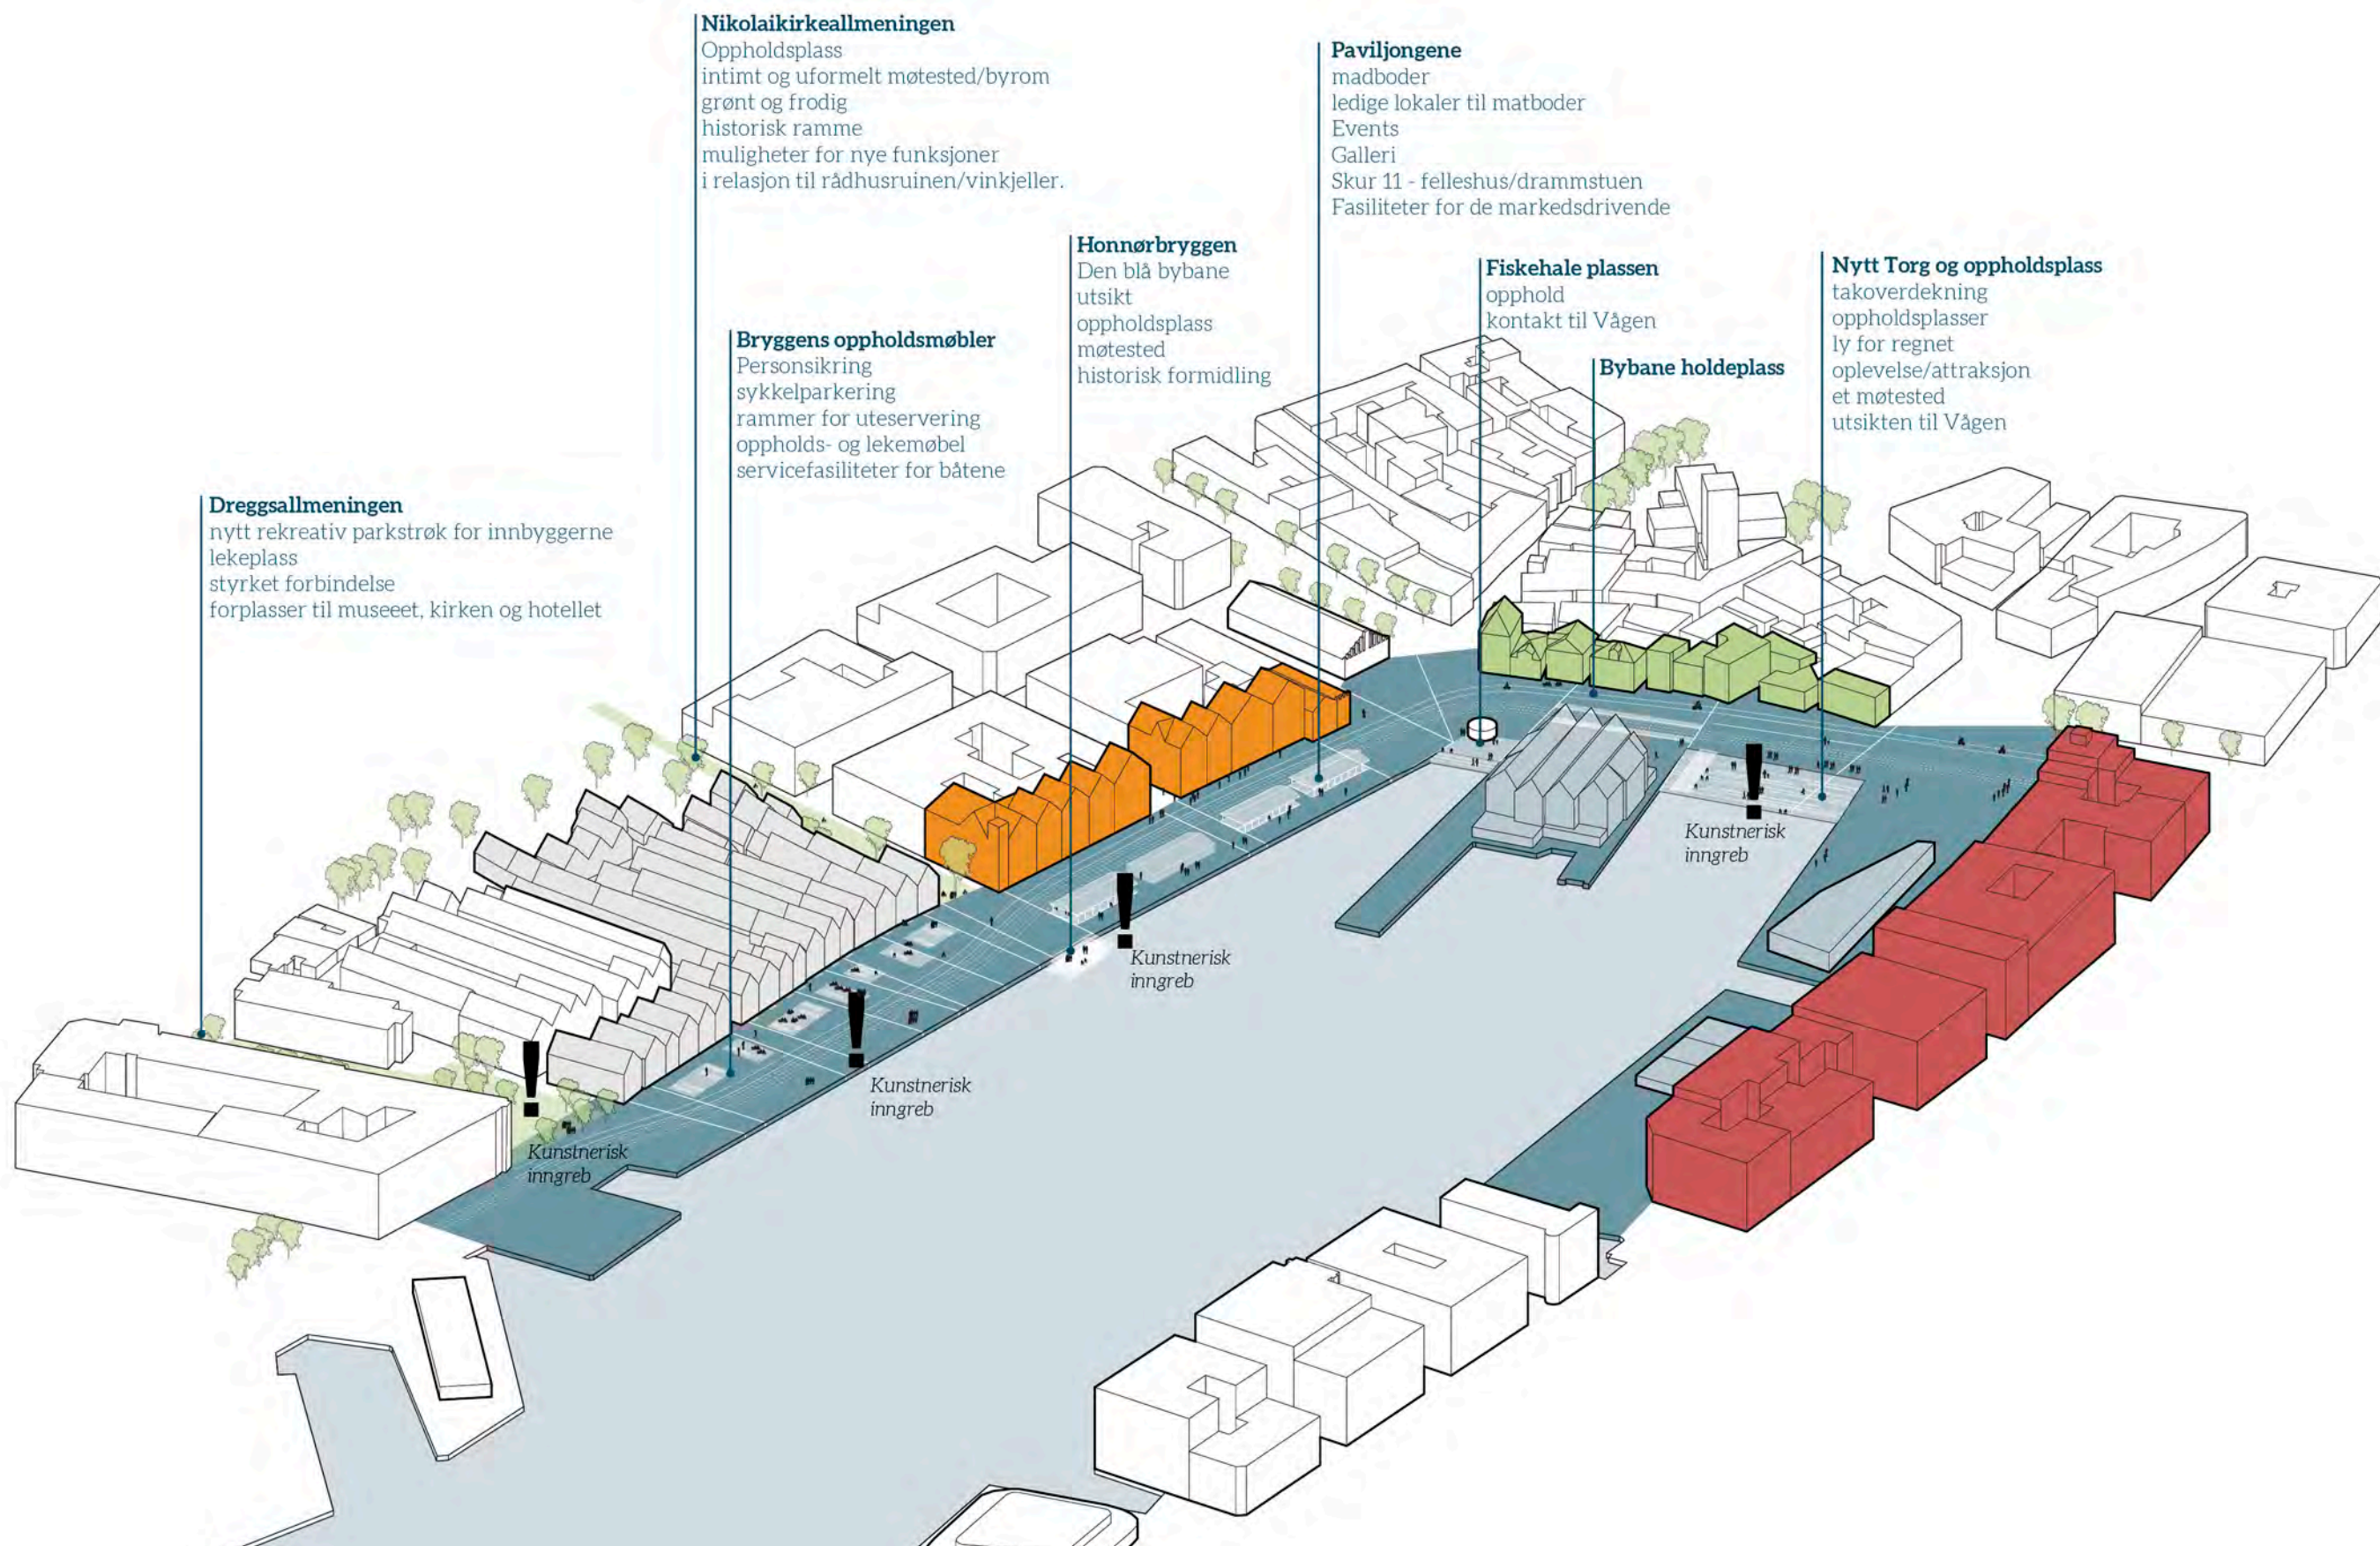 Nikolaikirkeallmeningen
Oppholdsplass
intimt og uformelt møtested/byrom
grønt og frodig
historisk ramme
muligheter for nye funksjoner
i relasjon til rådhusruinen/vinkjeller.
Paviljongene
madboder
ledige lokaler til matboder
Events
Galleri
Skur 11 - felleshus/drammstuen
Fasiliteter for de markedsdrivende
Honnørbryggen
Den blå bybane
utsikt
oppholdsplass
møtested
historisk formidling
Fiskehale plassen
opphold
kontakt til Vågen
Nytt Torg og oppholdsplass
takoverdekning
oppholdsplasser
ly for regnet
oplevelse/attraksjon
et møtested
utsikten til Vågen
Bryggens oppholdsmøbler
Personsikring
sykkelparkering
rammer for uteservering
oppholds- og lekemøbel
servicefasiliteter for båtene
Bybane holdeplass
Dreggsallmeningen
nytt rekreativ parkstrøk for innbyggerne
lekeplass
styrket forbindelse
forplasser til museeet, kirken og hotellet
Kunstnerisk
inngreb
Kunstnerisk
inngreb
Kunstnerisk
inngreb
Kunstnerisk
inngreb